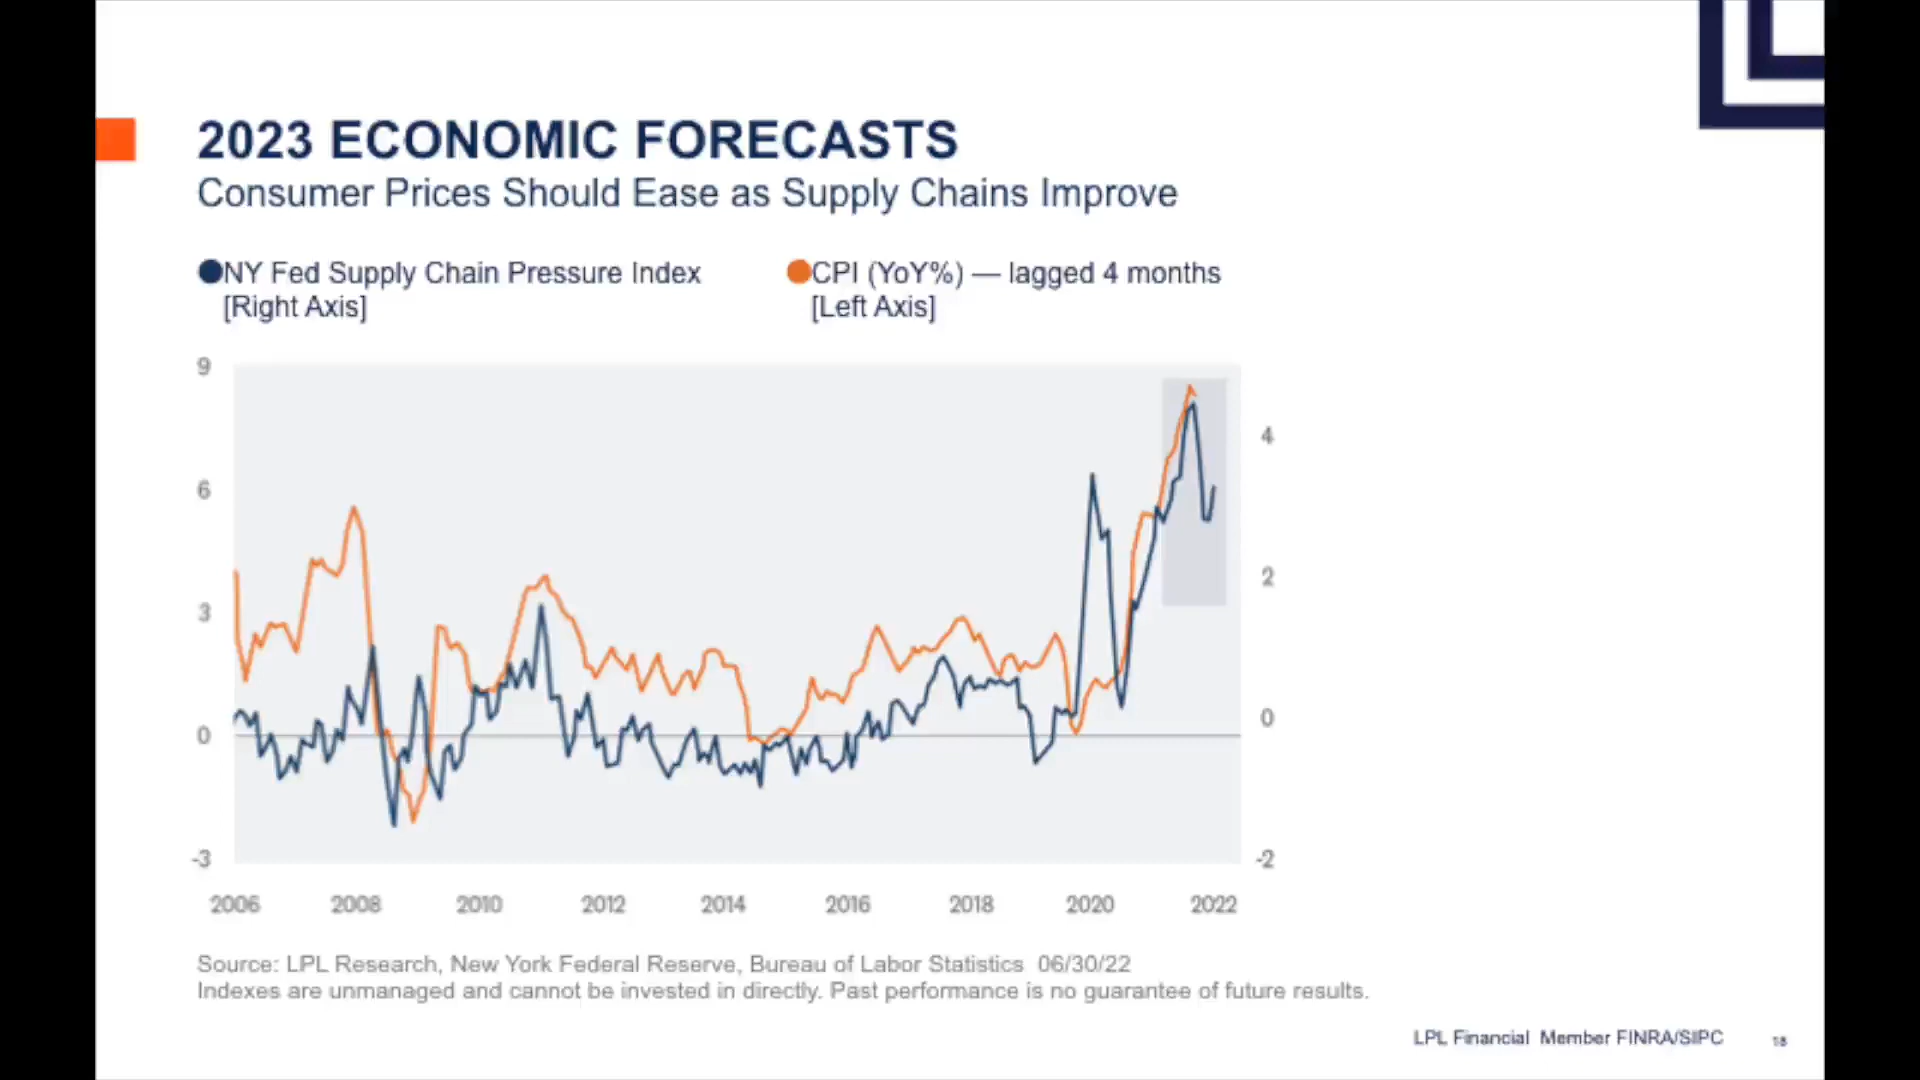 2023 ECONOMIC FORECASTS
Consumer Prices Should Ease as Supply Chains Improve
NY Fed Supply Chain Pressure Index
[Right Axis]
CPI (YoY%) — lagged 4 months
[Left Axis]
9
6
3
0
-3
4
2
0
-2
2006 2008 2010 2012 2014 2016 2018 2020 2022
Source: LPL Research, New York Federal Reserve, Bureau of Labor Statistics 06/30/22
Indexes are unmanaged and cannot be invested in directly. Past performance is no guarantee of future results.
LPL Financial Member FINRA/SIPC